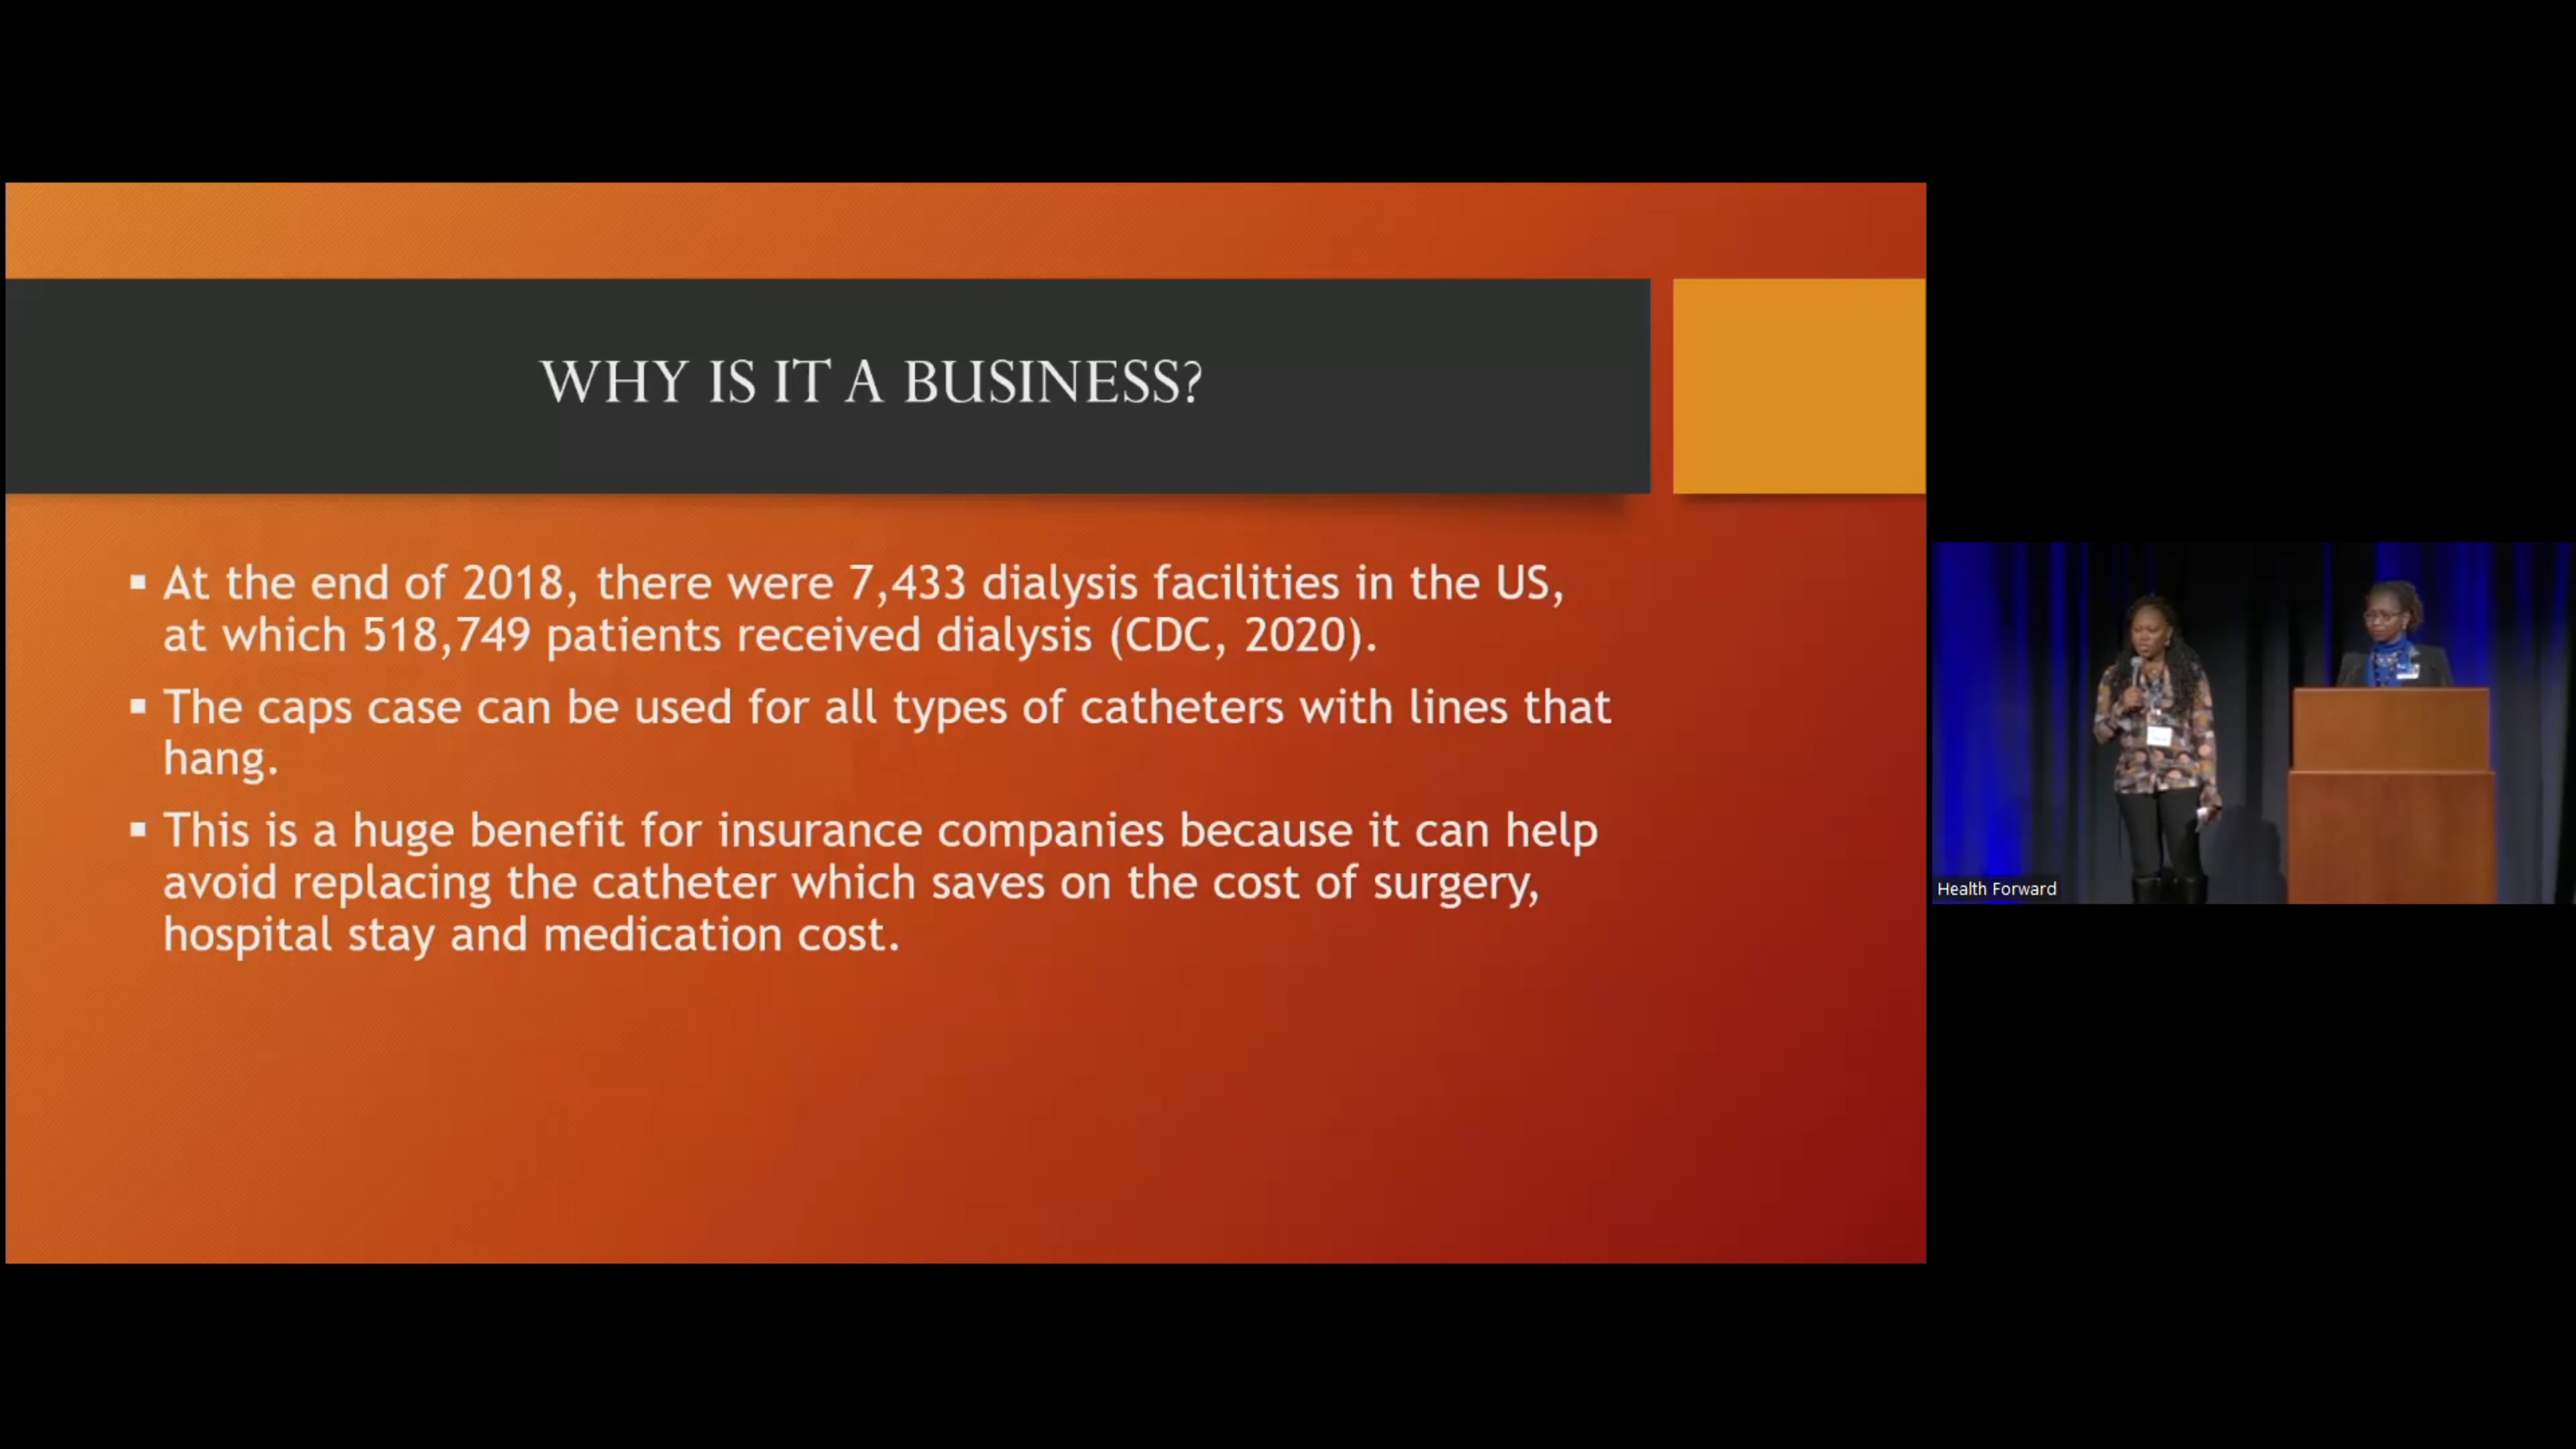 WHY IS IT A BUSINESS?
▪ At the end of 2018, there were 7,433 dialysis facilities in the US,
at which 518,749 patients received dialysis (CDC, 2020).
▪ The caps case can be used for all types of catheters with lines that
hang.
▪ This is a huge benefit for insurance companies because it can help
avoid replacing the catheter which saves on the cost of surgery,
hospital stay and medication cost.
Health Forward